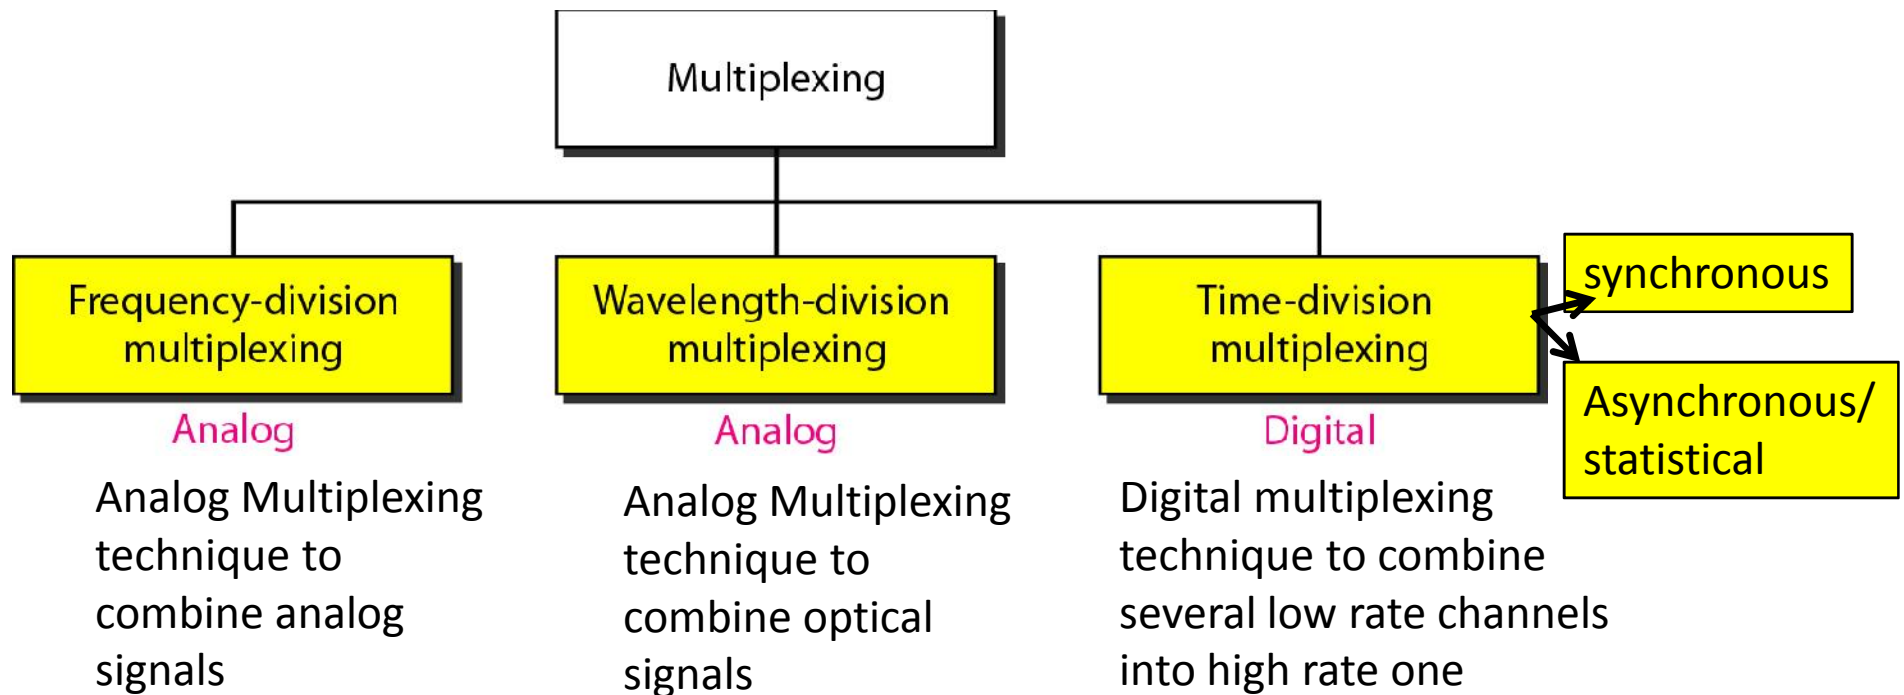 Multiplexing
Frequency-division
multiplexing
Wavelength-division
multiplexing
Time-division
multiplexing
synchronous
Asynchronous/
statistical
Analog
Analog
Digital
Analog Multiplexing
technique to
combine analog
signals
Analog Multiplexing
technique to
combine optical
signals
Digital multiplexing
technique to combine
several low rate channels
into high rate one